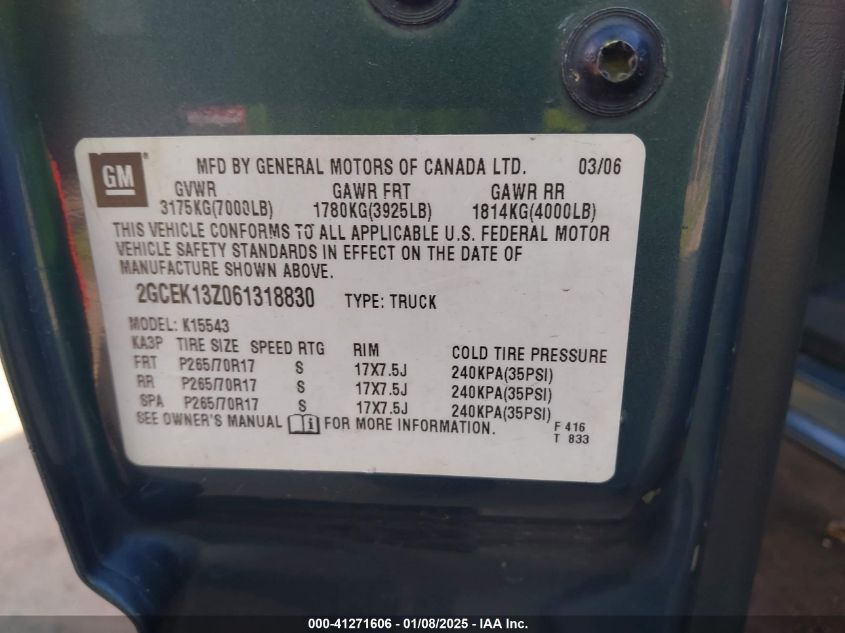 GM
MFD BY GENERAL MOTORS OF CANADA LTD. 03/06
GVWR GAWR FRT GAWR RR
3175KG(7000LB) 1780KG(3925LB) 1814KG(4000LB)
THIS VEHICLE CONFORMS TO ALL APPLICABLE U.S. FEDERAL MOTOR
VEHICLE SAFETY STANDARDS IN EFFECT ON THE DATE OF
MANUFACTURE SHOWN ABOVE.
2GCEK13Z061318830 TYPE: TRUCK
MODEL: K15543
KA3P TIRE SIZE SPEED RTG RIM COLD TIRE PRESSURE
FRT P265/70R17 S 17X7.5J 240KPA(35PSI)
RR P265/70R17 S 17X7.5J 240KPA(35PSI)
SPA P265/70R17 S 17X7.5J 240KPA(35PSI)
SEE OWNER'S MANUAL i FOR MORE INFORMATION.
F 416
T 833
000-41271606 - 01/08/2025 - IAA Inc.